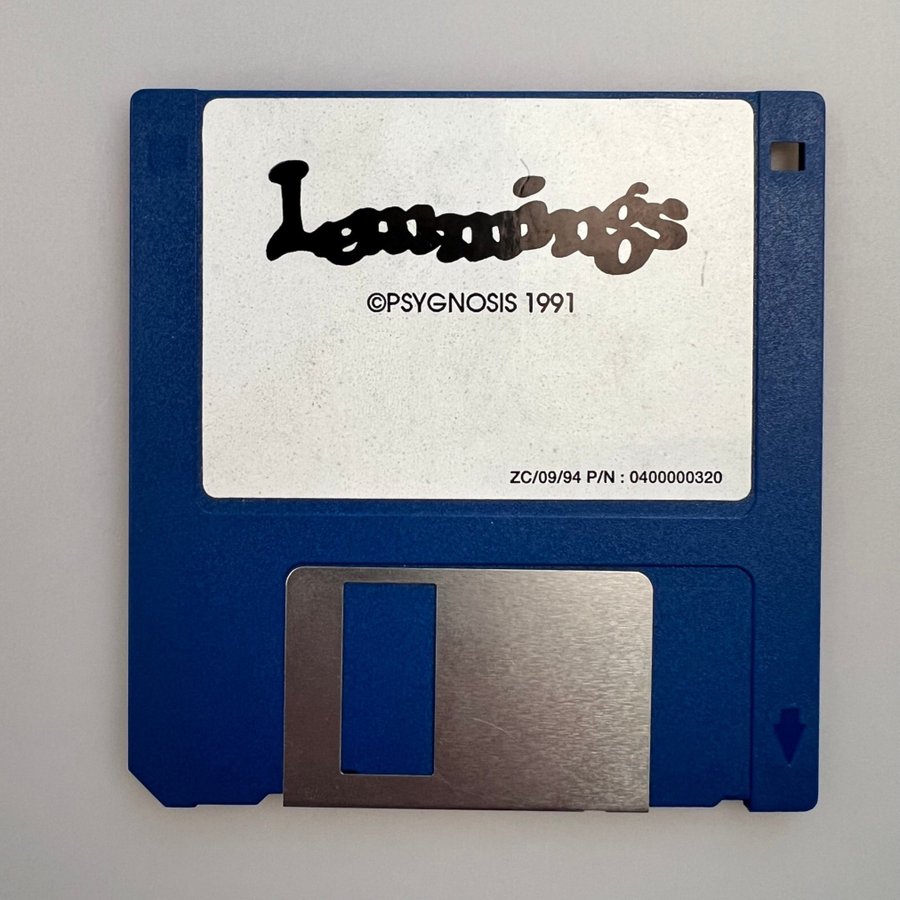 Lemmings
©PSYGNOSIS 1991
ZC/09/94 P/N : 0400000320